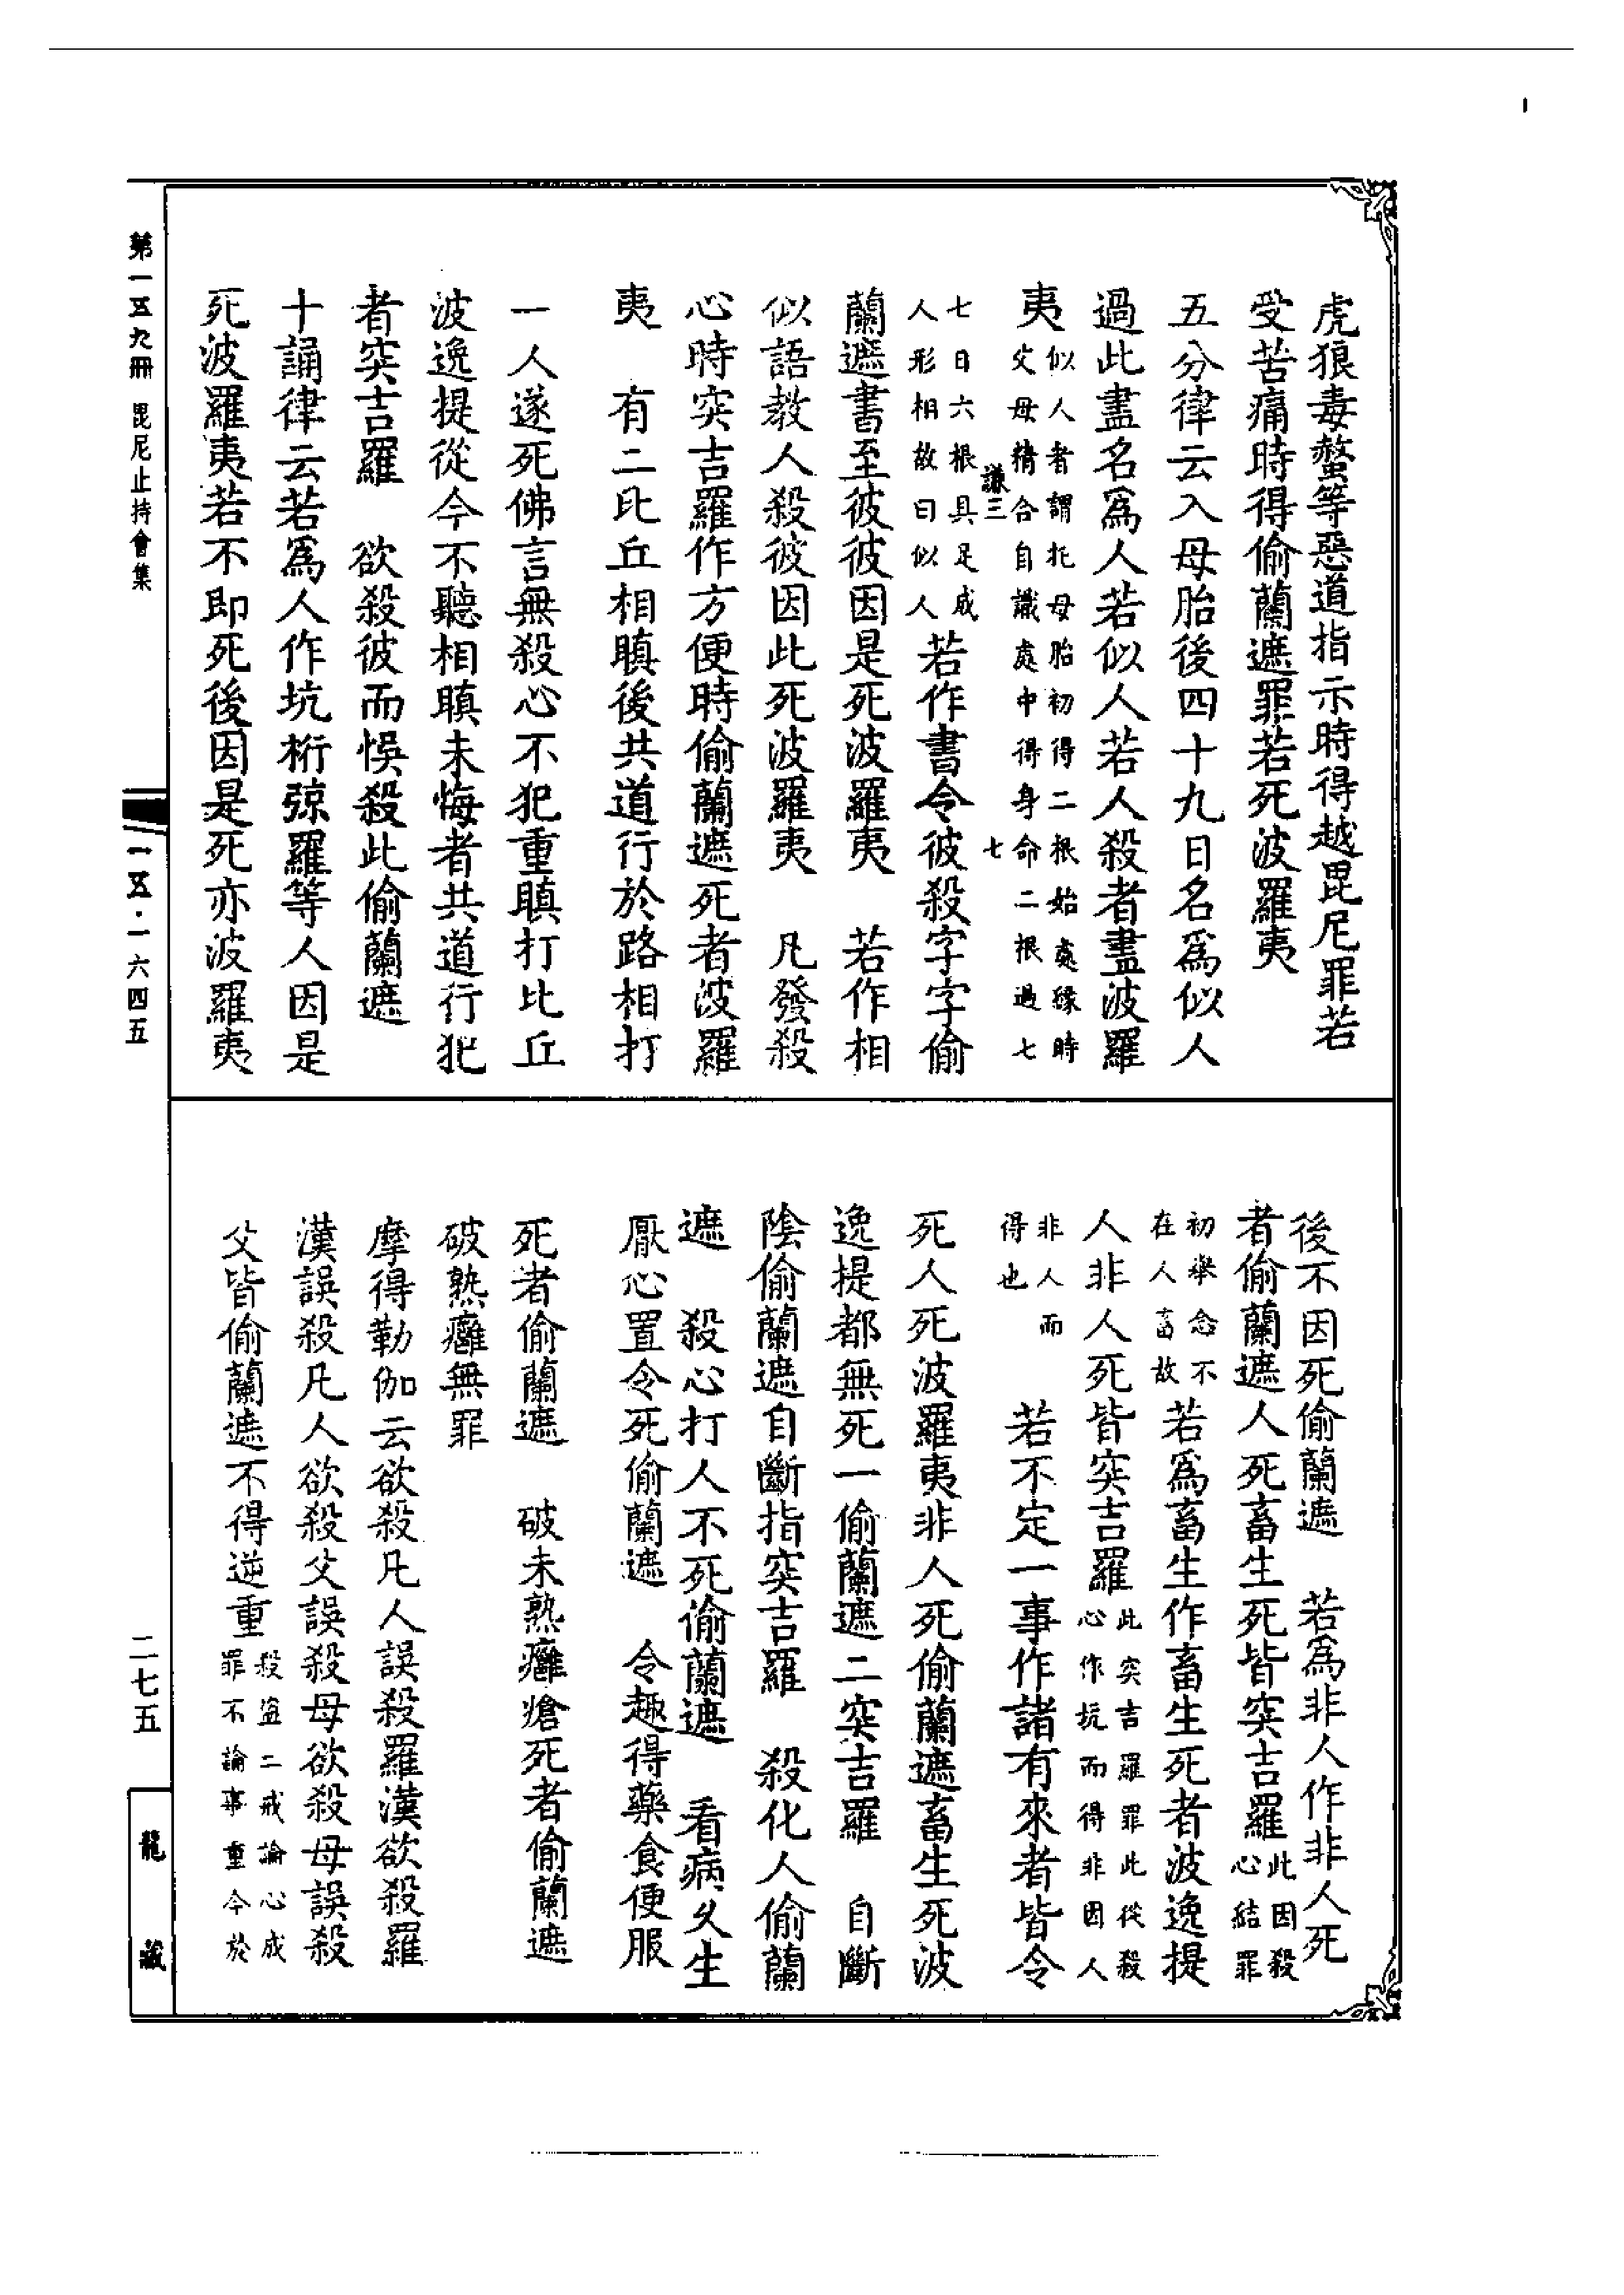 虎狼毒螫等惡道指示時得越毘尼罪若
受苦痛時得偷蘭遮罪若死波羅夷
五分律云入母胎後四十九日名爲似人
過此盡名爲人若似人若人殺者盡波羅
夷
似人者謂托母胎初得二根始處緣時
父母精合自識處中得身命二根過七
謙三
七
七日六根具足成
人形相故曰似人
若作書令彼殺字字偷
蘭遮書至彼彼因是死波羅夷　若作相
似語教人殺彼因此死波羅夷　凡發殺
心時突吉羅作方便時偷蘭遮死者波羅
夷　有二比丘相瞋後共道行於路相打
一人遂死佛言無殺心不犯重瞋打比丘
波逸提從今不聽相瞋未悔者共道行犯
者突吉羅　欲殺彼而悞殺此偷蘭遮
十誦律云若爲人作坑桁弶羅等人因是
死波羅夷若不即死後因是死亦波羅夷
後不因死偷蘭遮　若爲非人作非人死
者偷蘭遮人死畜生死皆突吉羅
此因殺
心結罪
初舉念不
在人畜故
若爲畜生作畜生死者波逸提
人非人死皆突吉羅
此突吉羅罪此從殺
心作坑而得非因人
非人而
得也
若不定一事作諸有來者皆令
死人死波羅夷非人死偷蘭遮畜生死波
逸提都無死一偷蘭遮二突吉羅　自斷
陰偷蘭遮自斷指突吉羅　殺化人偷蘭
遮　殺心打人不死偷蘭遮　看病久生
厭心置令死偷蘭遮　令趣得藥食便服
死者偷蘭遮　破未熟癰瘡死者偷蘭遮
破熟癰無罪
摩得勒伽云欲殺凡人誤殺羅漢欲殺羅
漢誤殺凡人欲殺父誤殺母欲殺母誤殺
父皆偷蘭遮不得逆重
殺盜二戒論心成
罪不論事重今於
第一五九冊　毘尼止持會集
一五·一六四五
二七五
龍藏